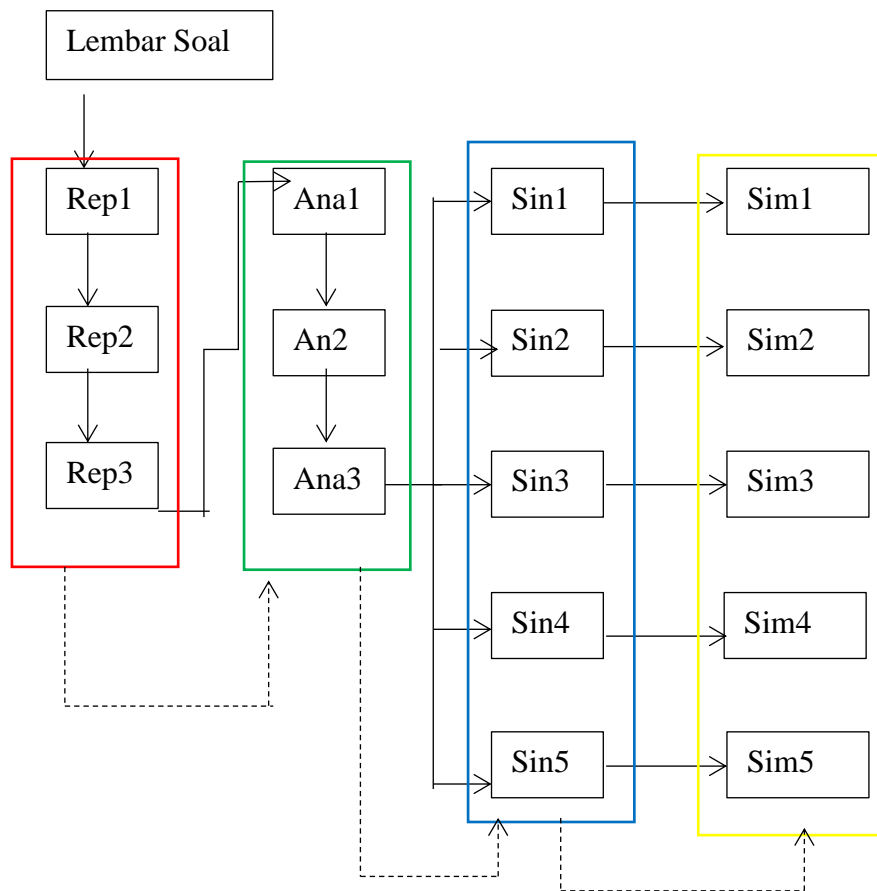 Lembar Soal
Rep1
Rep2
Rep3
Ana1
An2
Ana3
Sin1
Sin2
Sin3
Sin4
Sin5
Sim1
Sim2
Sim3
Sim4
Sim5